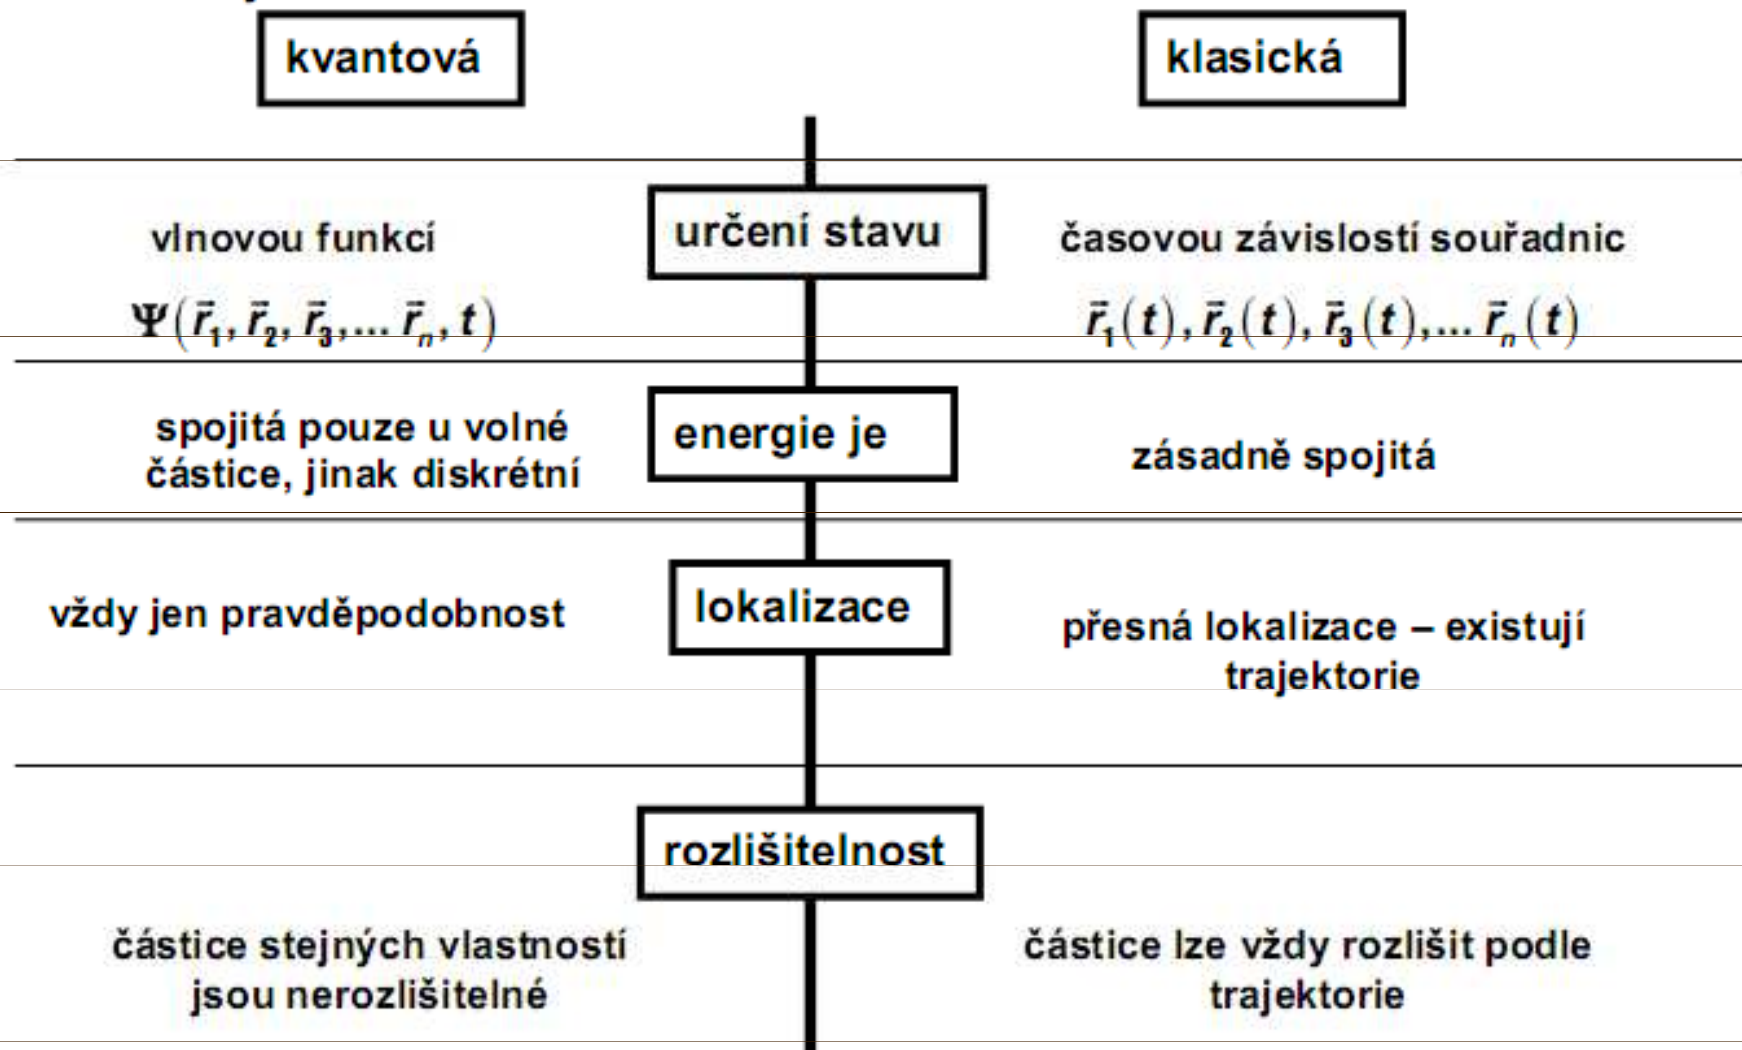 kvantová
klasická
určení stavu
vlnovou funkcí
časovou závislostí souřadnic
Ψ(r⃗₁, r⃗₂, r⃗₃,... r⃗ₙ, t)
r⃗₁(t), r⃗₂(t), r⃗₃(t),... r⃗ₙ(t)
energie je
spojitá pouze u volné
částice, jinak diskrétní
zásadně spojitá
lokalizace
vždy jen pravděpodobnost
přesná lokalizace – existují
trajektorie
rozlišitelnost
částice stejných vlastností
jsou nerozlišitelné
částice lze vždy rozlišit podle
trajektorie